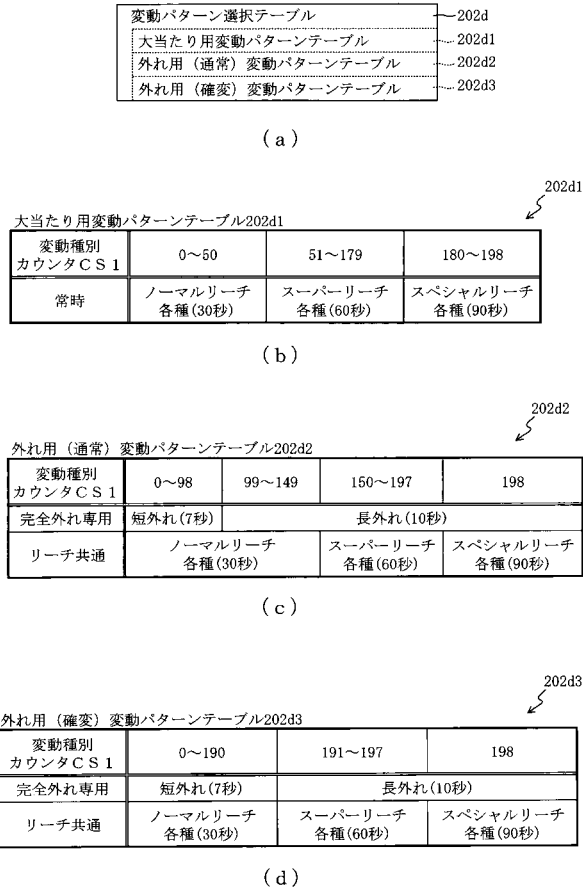 変動パターン選択テーブル 202d
大当たり用変動パターンテーブル 202d1
外れ用（通常）変動パターンテーブル 202d2
外れ用（確変）変動パターンテーブル 202d3
（a）
202d1
大当たり用変動パターンテーブル202d1
変動種別
カウンタCS1
0～50
51～179
180～198
常時
ノーマルリーチ
各種(30秒)
スーパーリーチ
各種(60秒)
スペシャルリーチ
各種(90秒)
（b）
202d2
外れ用（通常）変動パターンテーブル202d2
変動種別
カウンタCS1
0～98
99～149
150～197
198
完全外れ専用
短外れ(7秒)
長外れ(10秒)
リーチ共通
ノーマルリーチ
各種(30秒)
スーパーリーチ
各種(60秒)
スペシャルリーチ
各種(90秒)
（c）
202d3
外れ用（確変）変動パターンテーブル202d3
変動種別
カウンタCS1
0～190
191～197
198
完全外れ専用
短外れ(7秒)
長外れ(10秒)
リーチ共通
ノーマルリーチ
各種(30秒)
スーパーリーチ
各種(60秒)
スペシャルリーチ
各種(90秒)
（d）